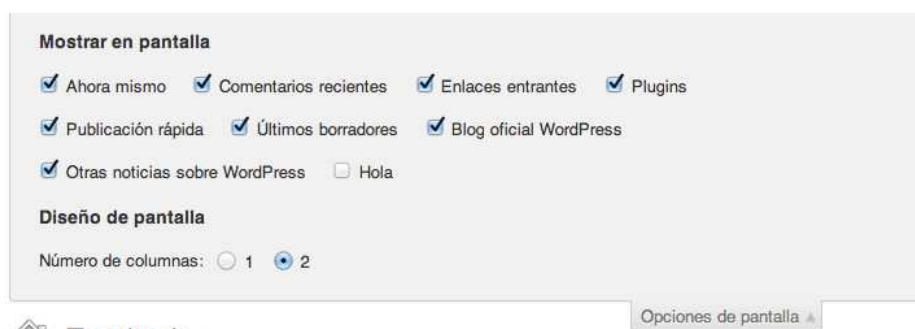 Mostrar en pantalla
Ahora mismo Comentarios recientes Enlaces entrantes Plugins
Publicación rápida Últimos borradores Blog oficial WordPress
Otras noticias sobre WordPress Hola
Diseño de pantalla
Número de columnas: 1 2
Opciones de pantalla